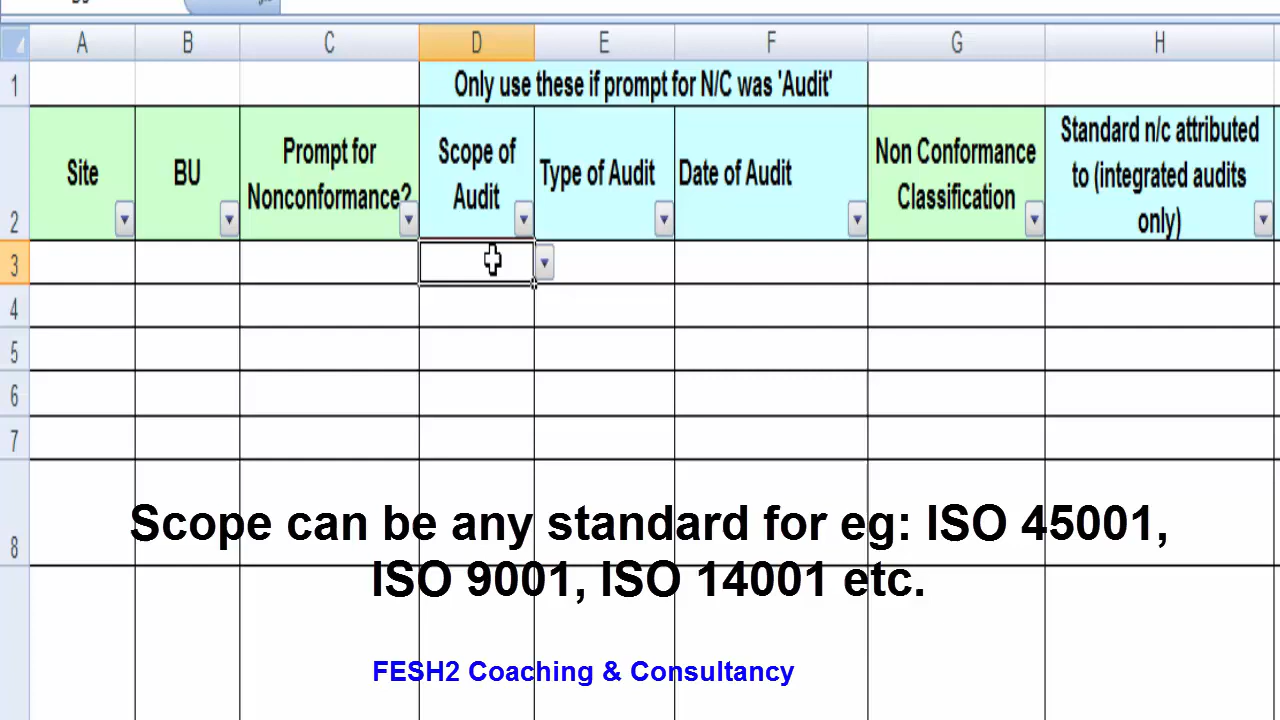 A B C D E F G H
1 Only use these if prompt for N/C was 'Audit'
2 Site BU Prompt for Nonconformance? Scope of Audit Type of Audit Date of Audit Non Conformance Classification Standard n/c attributed to (integrated audits only)
3
4
5
6
7
8
Scope can be any standard for eg: ISO 45001,
ISO 9001, ISO 14001 etc.
FESH2 Coaching & Consultancy